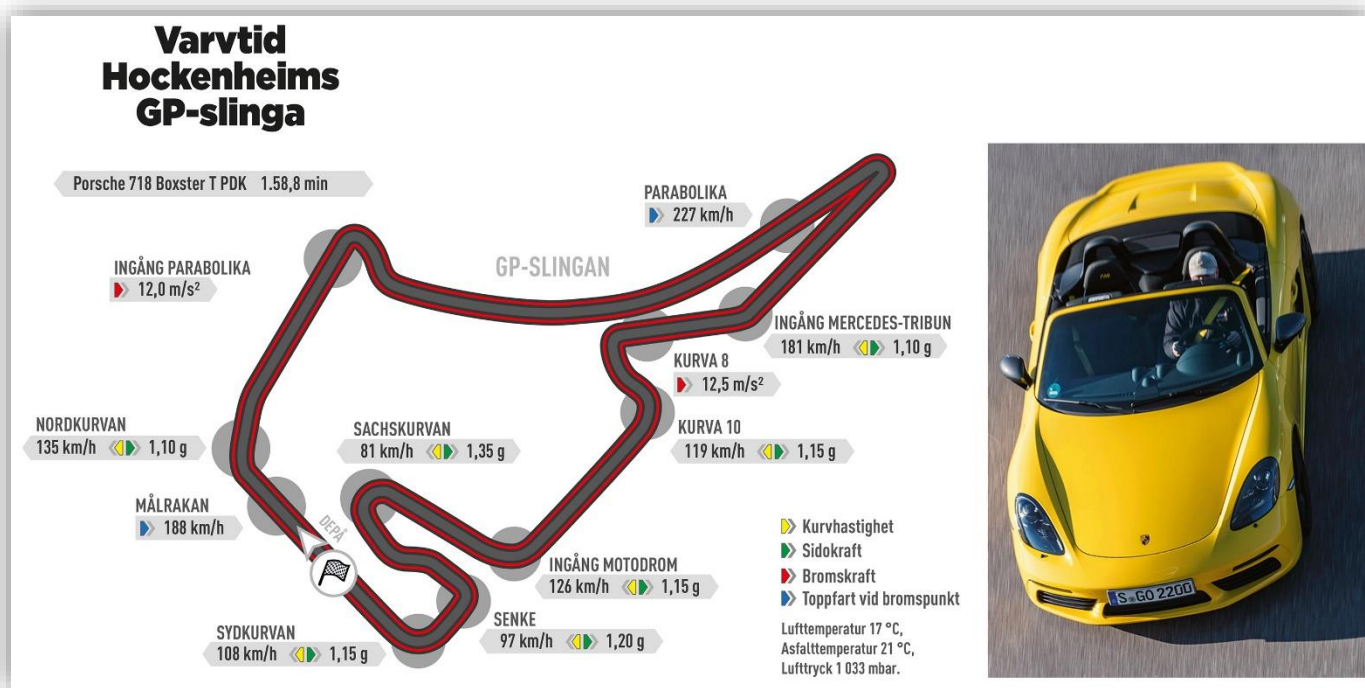 Varvtid
Hockenheims
GP-slinga
Porsche 718 Boxster T PDK 1.58,8 min
PARABOLIKA
227 km/h
INGÅNG PARABOLIKA
12,0 m/s²
GP-SLINGAN
INGÅNG MERCEDES-TRIBUN
181 km/h 1,10 g
KURVA 8
12,5 m/s²
NORDKURVAN
135 km/h 1,10 g
SACHSKURVAN
81 km/h 1,35 g
KURVA 10
119 km/h 1,15 g
MÅLRAKAN
188 km/h
DEPÅ
INGÅNG MOTODROM
126 km/h 1,15 g
SENKE
97 km/h 1,20 g
SYDKURVAN
108 km/h 1,15 g
Kurvhastighet
Sidokraft
Bromskraft
Toppfart vid bromspunkt
Lufttemperatur 17 °C,
Asfalttemperatur 21 °C,
Lufttryck 1 033 mbar.
S GO 2200